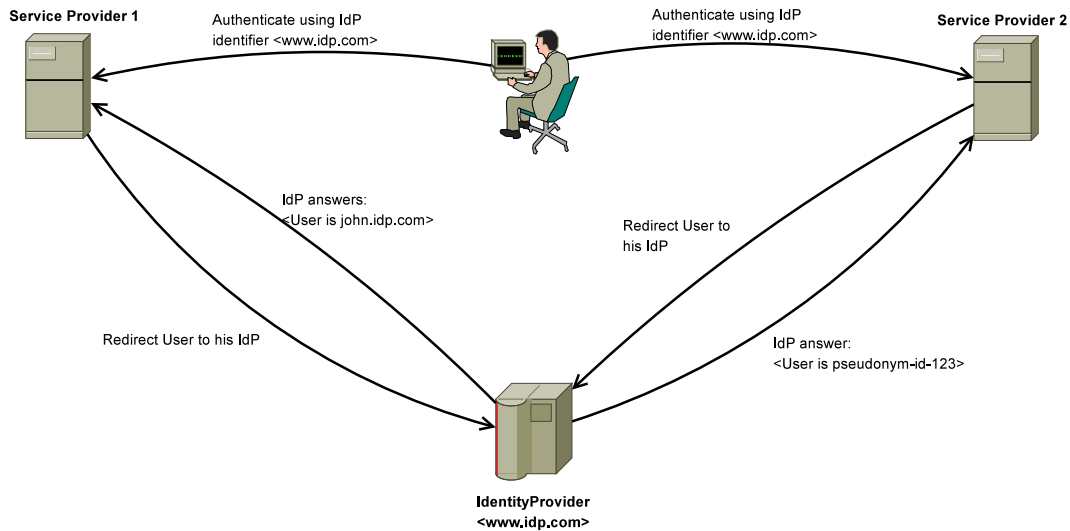 Service Provider 1
Authenticate using IdP
identifier <www.idp.com>
Authenticate using IdP
identifier <www.idp.com>
Service Provider 2
IdP answers:
<User is john.idp.com>
Redirect User to
his IdP
Redirect User to his IdP
IdP answer:
<User is pseudonym-id-123>
IdentityProvider
<www.idp.com>